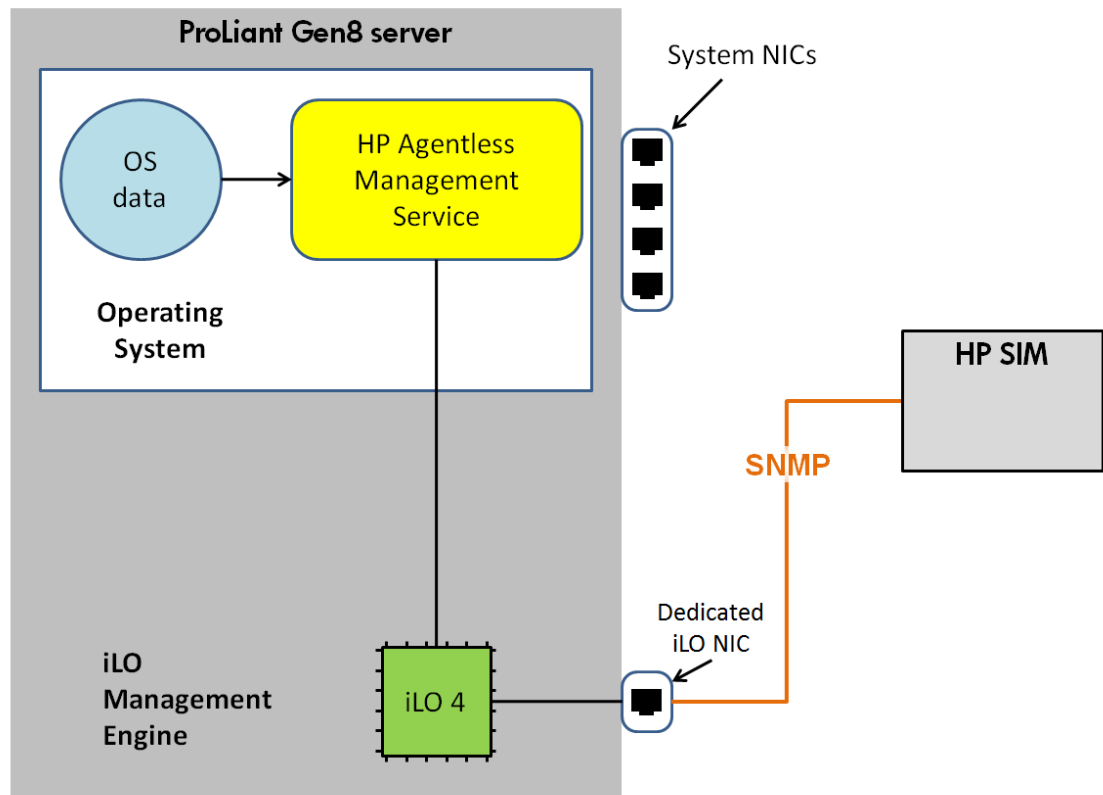 ProLiant Gen8 server
System NICs
OS
data
HP Agentless
Management
Service
Operating
System
HP SIM
SNMP
Dedicated
iLO NIC
iLO
Management
Engine
iLO 4